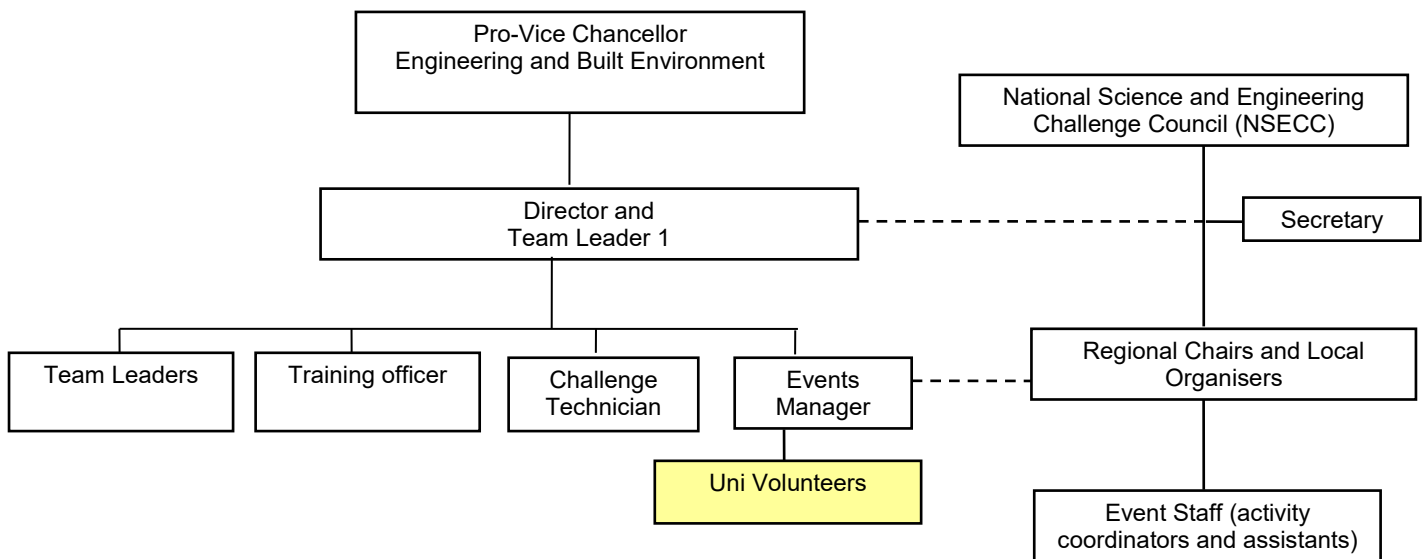 Pro-Vice Chancellor
Engineering and Built Environment
National Science and Engineering
Challenge Council (NSECC)
Director and
Team Leader 1
Secretary
Team Leaders
Training officer
Challenge
Technician
Events
Manager
Regional Chairs and Local
Organisers
Uni Volunteers
Event Staff (activity
coordinators and assistants)